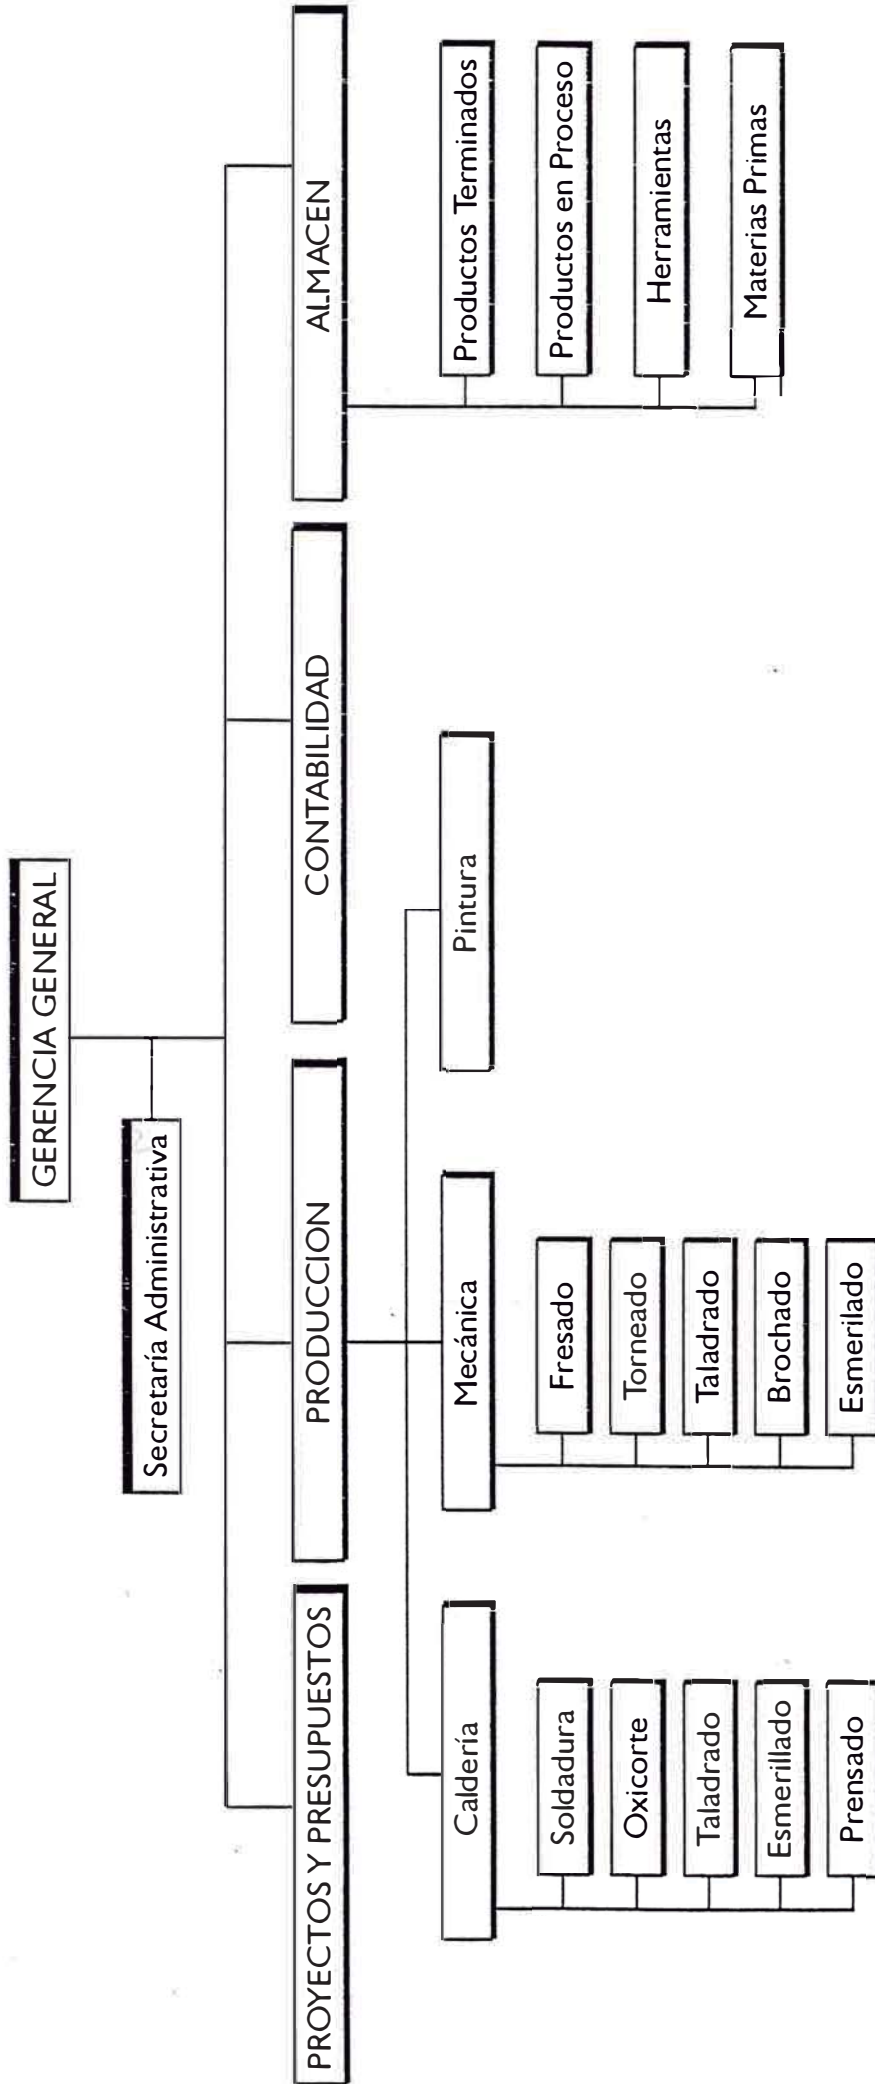 GERENCIA GENERAL
Secretaría Administrativa
PROYECTOS Y PRESUPUESTOS
PRODUCCION
CONTABILIDAD
ALMACEN
Caldería
Soldadura
Oxicorte
Taladrado
Esmerillado
Prensado
Mecánica
Fresado
Torneado
Taladrado
Brochado
Esmerilado
Pintura
Productos Terminados
Productos en Proceso
Herramientas
Materias Primas